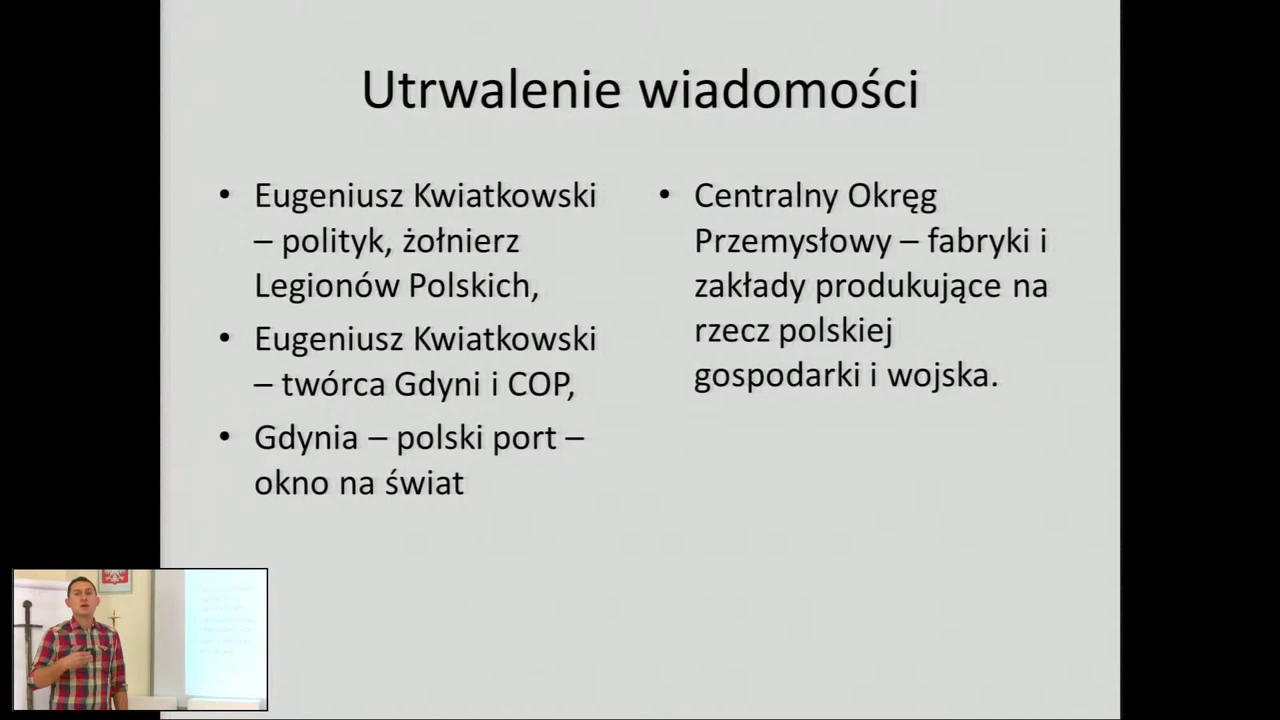 Utrwalenie wiadomości
• Eugeniusz Kwiatkowski
– polityk, żołnierz
Legionów Polskich,
• Eugeniusz Kwiatkowski
– twórca Gdyni i COP,
• Gdynia – polski port –
okno na świat
• Centralny Okręg
Przemysłowy – fabryki i
zakłady produkujące na
rzecz polskiej
gospodarki i wojska.